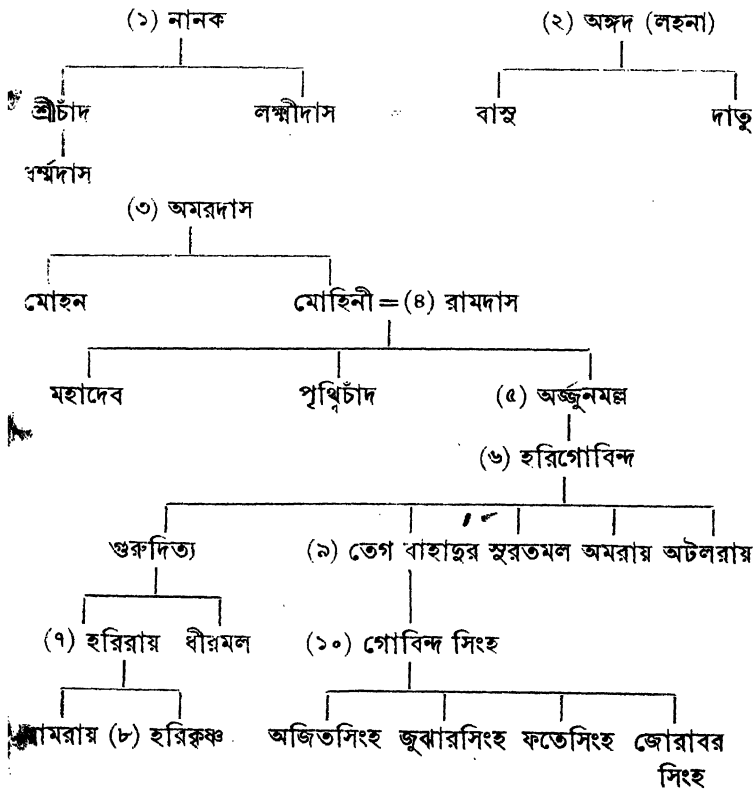 (১) নানক (২) অঙ্গদ (লহনা)
শ্রীচাঁদ লক্ষ্মীদাস বাসু দাতু
ধর্ম্মদাস
(৩) অমরদাস
মোহন মোহিনী = (৪) রামদাস
মহাদেব পৃথ্বিচাঁদ (৫) অর্জ্জুনমল্ল
(৬) হরিগোবিন্দ
গুরুদিত্য (৯) তেগ বাহাদুর সুরতমল অমরায় অটলরায়
(৭) হরিরায় ধীরমল (১০) গোবিন্দ সিংহ
রামরায় (৮) হরিকৃষ্ণ অজিতসিংহ জুঝারসিংহ ফতেসিংহ জোরাবর
সিংহ